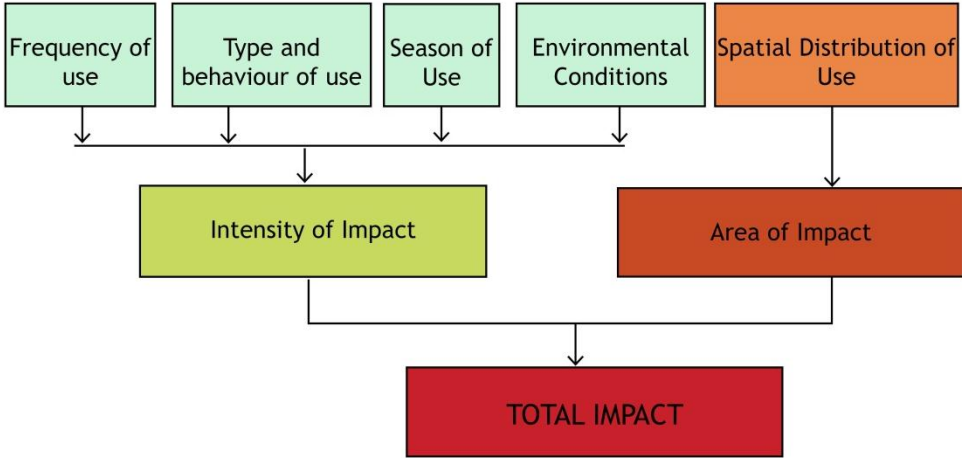 Frequency of
use
Type and
behaviour of use
Season of
Use
Environmental
Conditions
Spatial Distribution of
Use
Intensity of Impact
Area of Impact
TOTAL IMPACT